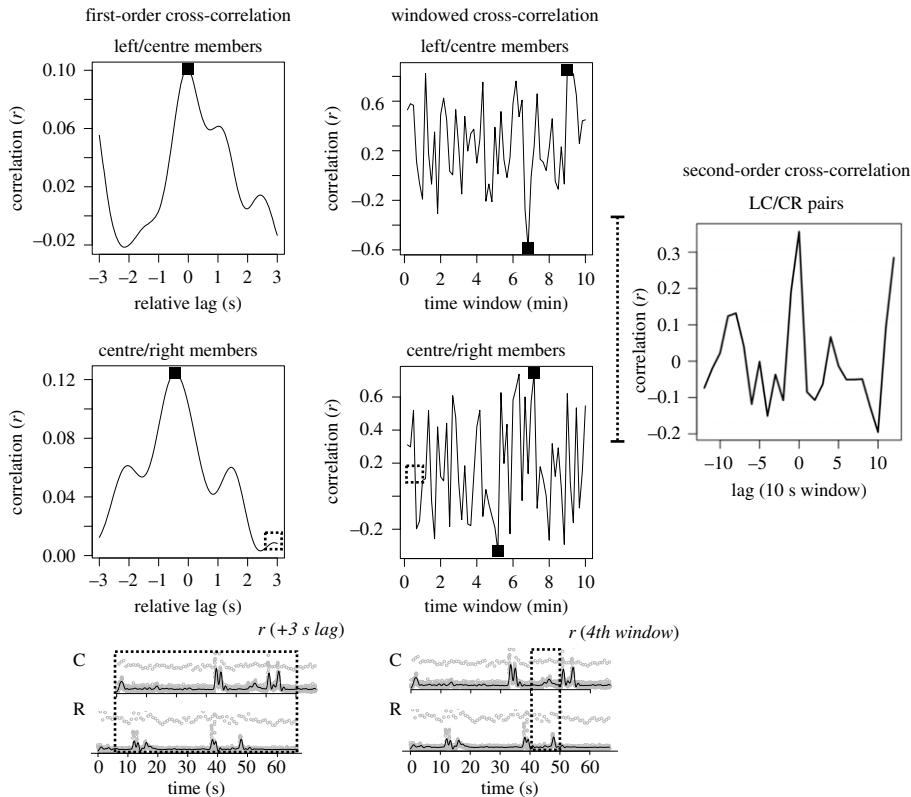 first-order cross-correlation
left/centre members
correlation (r)
0.10
0.06
0.02
–0.02
–3 –2 –1 0 1 2 3
relative lag (s)
windowed cross-correlation
left/centre members
correlation (r)
0.6
0.2
–0.2
–0.6
0 2 4 6 8 10
time window (min)
second-order cross-correlation
LC/CR pairs
correlation (r)
0.3
0.2
0.1
0
–0.1
–0.2
–10 –5 0 5 10
lag (10 s window)
centre/right members
correlation (r)
0.12
0.08
0.04
0.00
–3 –2 –1 0 1 2 3
relative lag (s)
centre/right members
correlation (r)
0.6
0.4
0.2
–0.2
0 2 4 6 8 10
time window (min)
r (+3 s lag)
C
R
0 10 20 30 40 50 60
time (s)
r (4th window)
C
R
0 10 20 30 40 50 60
time (s)